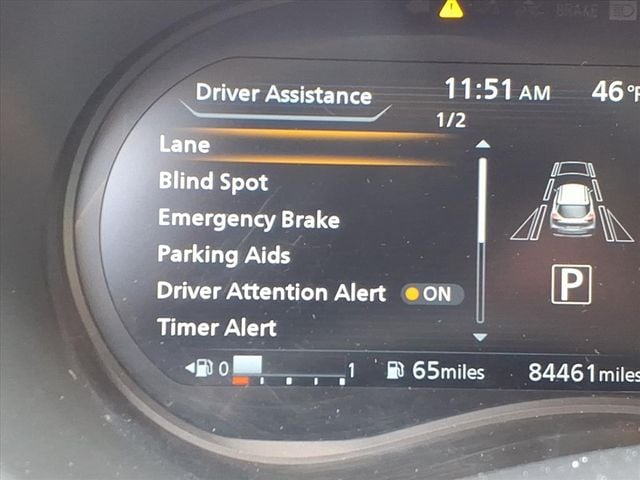 BRAKE
Driver Assistance
11:51 AM
46°F
1/2
Lane
Blind Spot
Emergency Brake
Parking Aids
P
Driver Attention Alert
ON
Timer Alert
0
1
65miles
84461miles